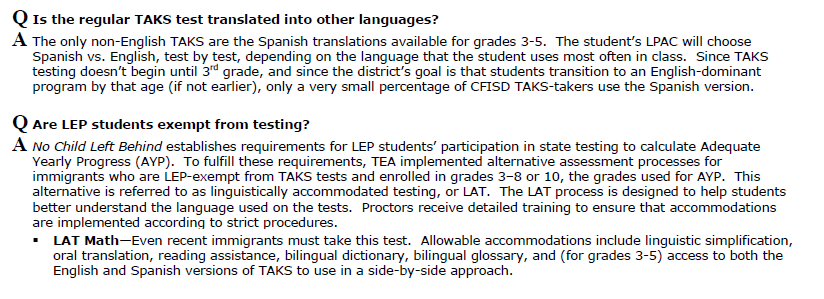 Q Is the regular TAKS test translated into other languages?
A The only non-English TAKS are the Spanish translations available for grades 3-5. The student's LPAC will choose
Spanish vs. English, test by test, depending on the language that the student uses most often in class. Since TAKS
testing doesn't begin until 3rd grade, and since the district's goal is that students transition to an English-dominant
program by that age (if not earlier), only a very small percentage of CFISD TAKS-takers use the Spanish version.
Q Are LEP students exempt from testing?
A No Child Left Behind establishes requirements for LEP students' participation in state testing to calculate Adequate
Yearly Progress (AYP). To fulfill these requirements, TEA implemented alternative assessment processes for
immigrants who are LEP-exempt from TAKS tests and enrolled in grades 3–8 or 10, the grades used for AYP. This
alternative is referred to as linguistically accommodated testing, or LAT. The LAT process is designed to help students
better understand the language used on the tests. Proctors receive detailed training to ensure that accommodations
are implemented according to strict procedures.
▪ LAT Math—Even recent immigrants must take this test. Allowable accommodations include linguistic simplification,
oral translation, reading assistance, bilingual dictionary, bilingual glossary, and (for grades 3-5) access to both the
English and Spanish versions of TAKS to use in a side-by-side approach.